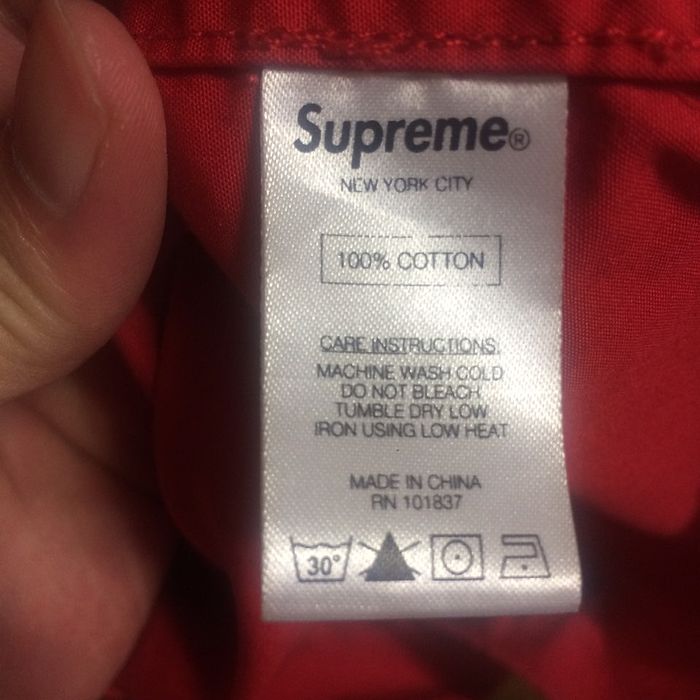 Supreme®
NEW YORK CITY
100% COTTON
CARE INSTRUCTIONS.
MACHINE WASH COLD
DO NOT BLEACH
TUMBLE DRY LOW
IRON USING LOW HEAT
MADE IN CHINA
RN 101837
30°